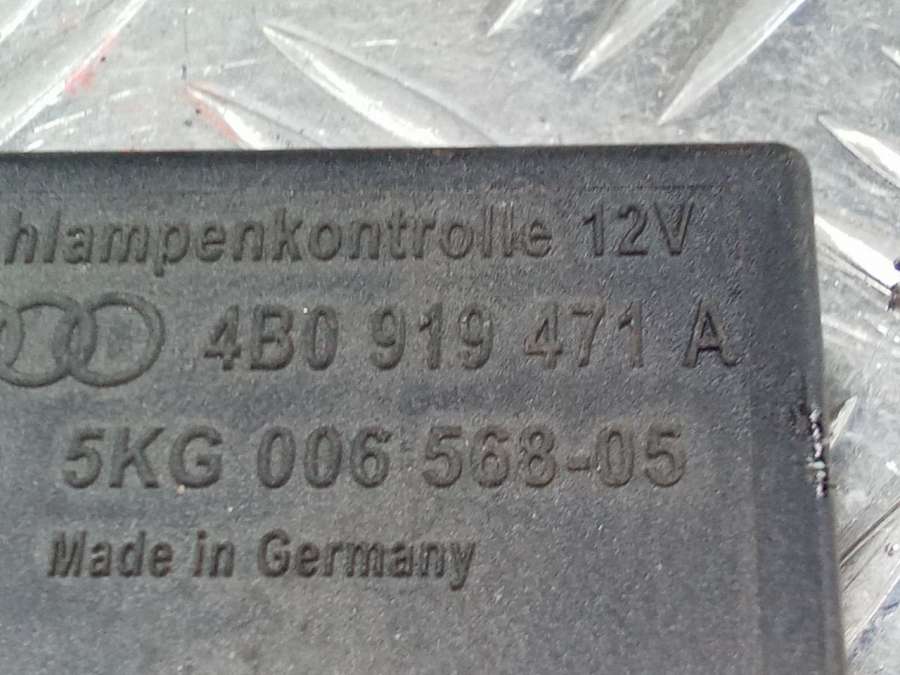 hlampenkontrolle 12V
4B0 919 471 A
5KG 006 568-05
Made in Germany